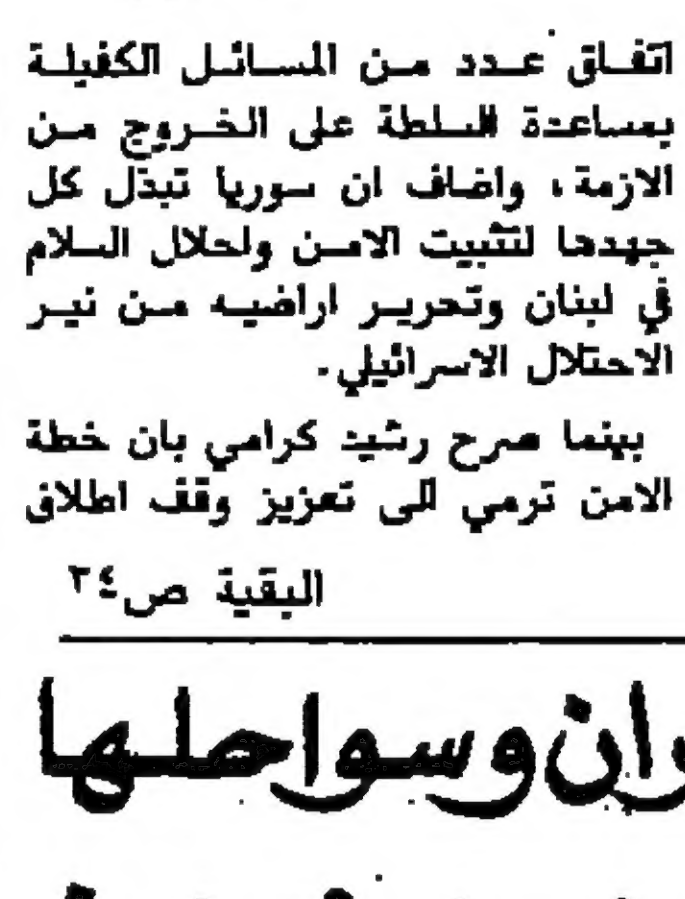 اتفاق عدد من المسائل الكفيلة
بمساعدة السلطة على الخروج من
الازمة، واضاف ان سوريا تبذل كل
جهدها لتثبيت الامن واحلال السلام
في لبنان وتحرير اراضيه من نير
الاحتلال الاسرائيلي.
بينما صرح رشيد كرامي بان خطة
الامن ترمي الى تعزيز وقف اطلاق
البقية ص٢٤
وسواحلها